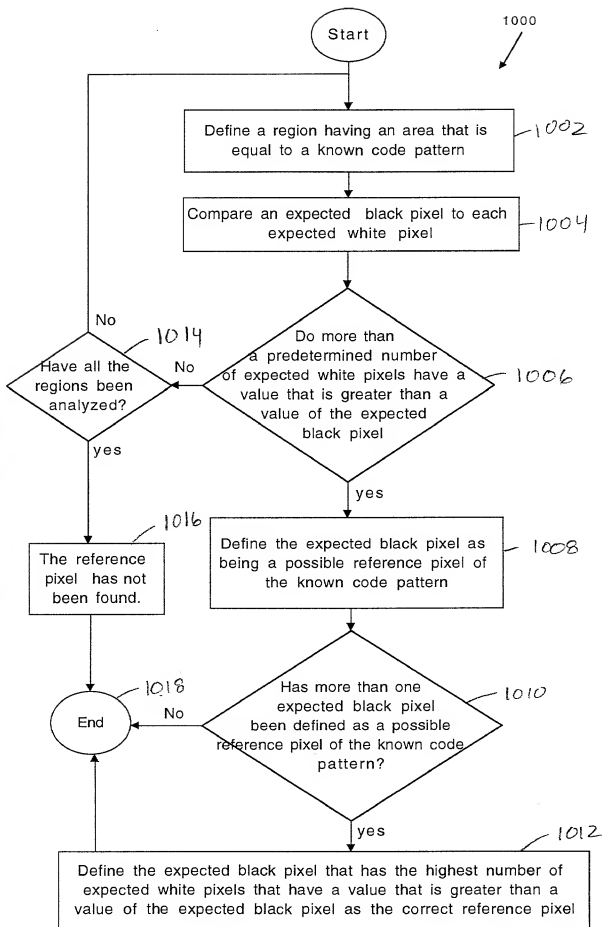 Start
1000
Define a region having an area that is
equal to a known code pattern
1002
Compare an expected black pixel to each
expected white pixel
1004
No
1014
Have all the
regions been
analyzed?
No
Do more than
a predetermined number
of expected white pixels have a
value that is greater than a
value of the expected
black pixel
1006
yes
yes
1016
The reference
pixel has not
been found.
Define the expected black pixel as
being a possible reference pixel of
the known code pattern
1008
1018
End
No
Has more than one
expected black pixel
been defined as a possible
reference pixel of the known code
pattern?
1010
yes
1012
Define the expected black pixel that has the highest number of
expected white pixels that have a value that is greater than a
value of the expected black pixel as the correct reference pixel